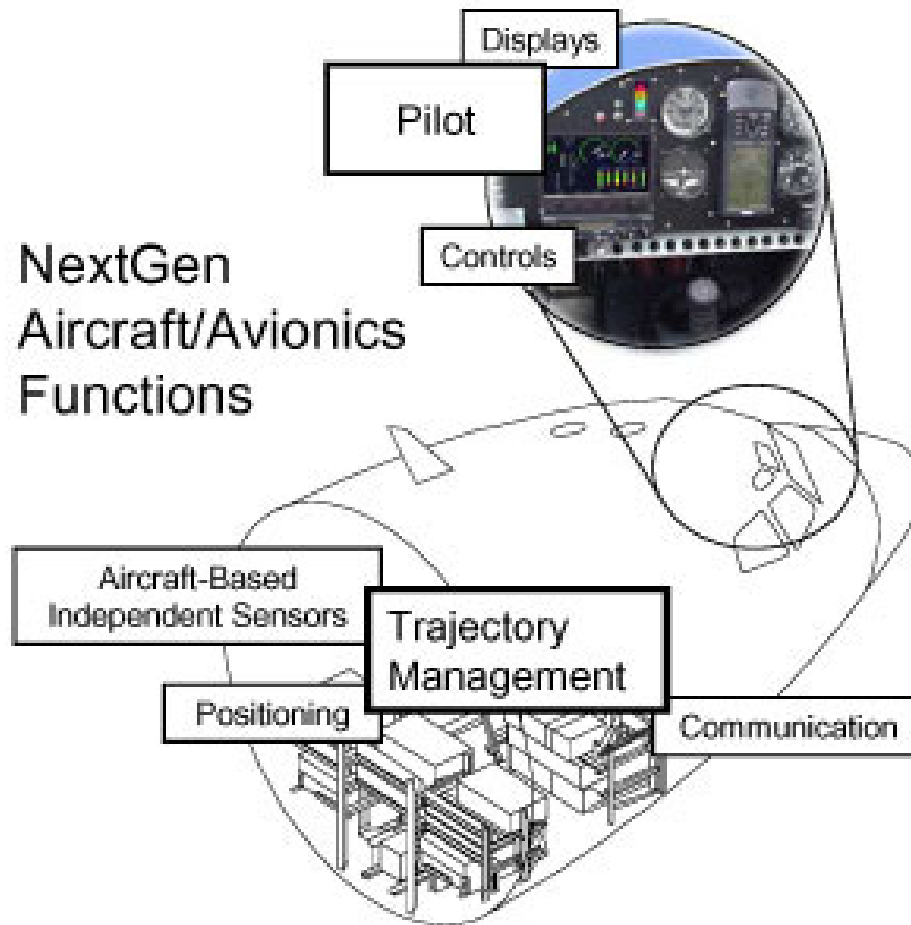 Displays
Pilot
Controls
NextGen
Aircraft/Avionics
Functions
Aircraft-Based
Independent Sensors
Trajectory
Management
Positioning
Communication